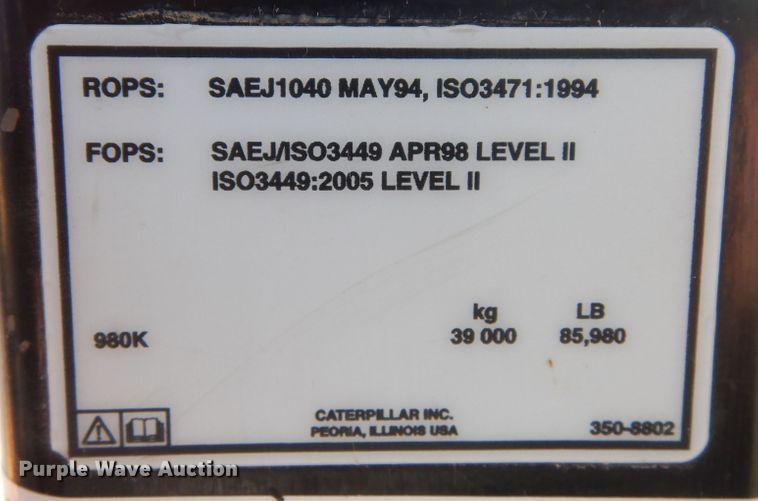 ROPS: SAEJ1040 MAY94, ISO3471:1994
FOPS: SAEJ/ISO3449 APR98 LEVEL II
ISO3449:2005 LEVEL II
kg LB
980K 39 000 85,980
CATERPILLAR INC.
PEORIA, ILLINOIS USA
350-8802
Purple Wave Auction